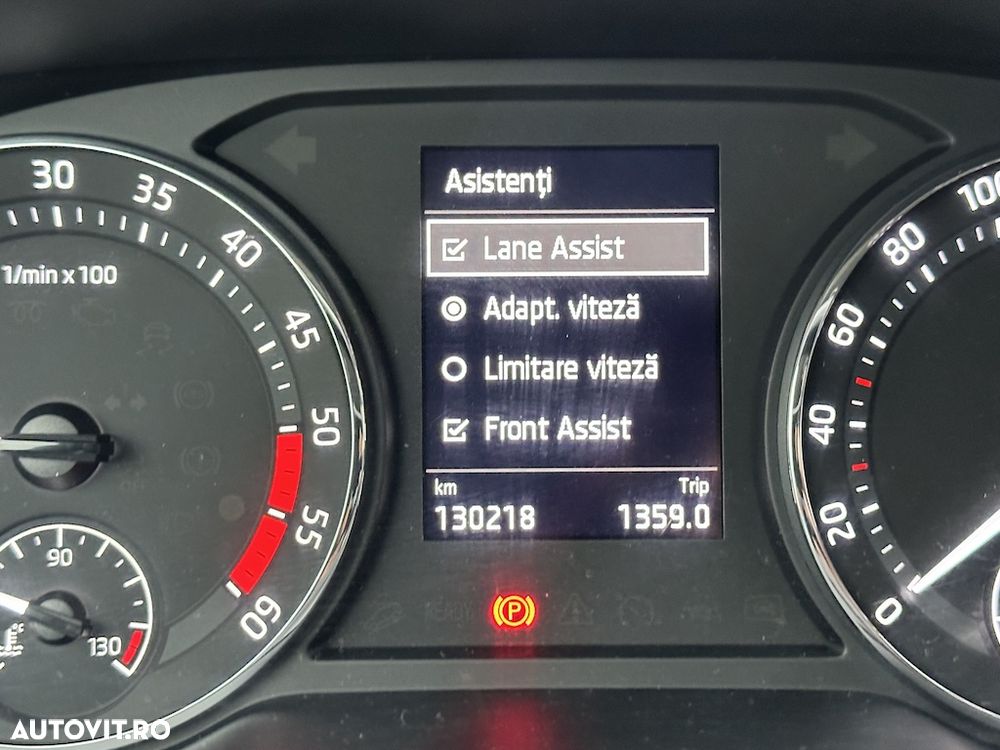 30
35
40
45
50
55
60
1/min x 100
90
130
Asistenți
Lane Assist
Adapt. viteză
Limitare viteză
Front Assist
km Trip
130218 1359.0
P
100
80
60
40
20
0
AUTOVIT.RO